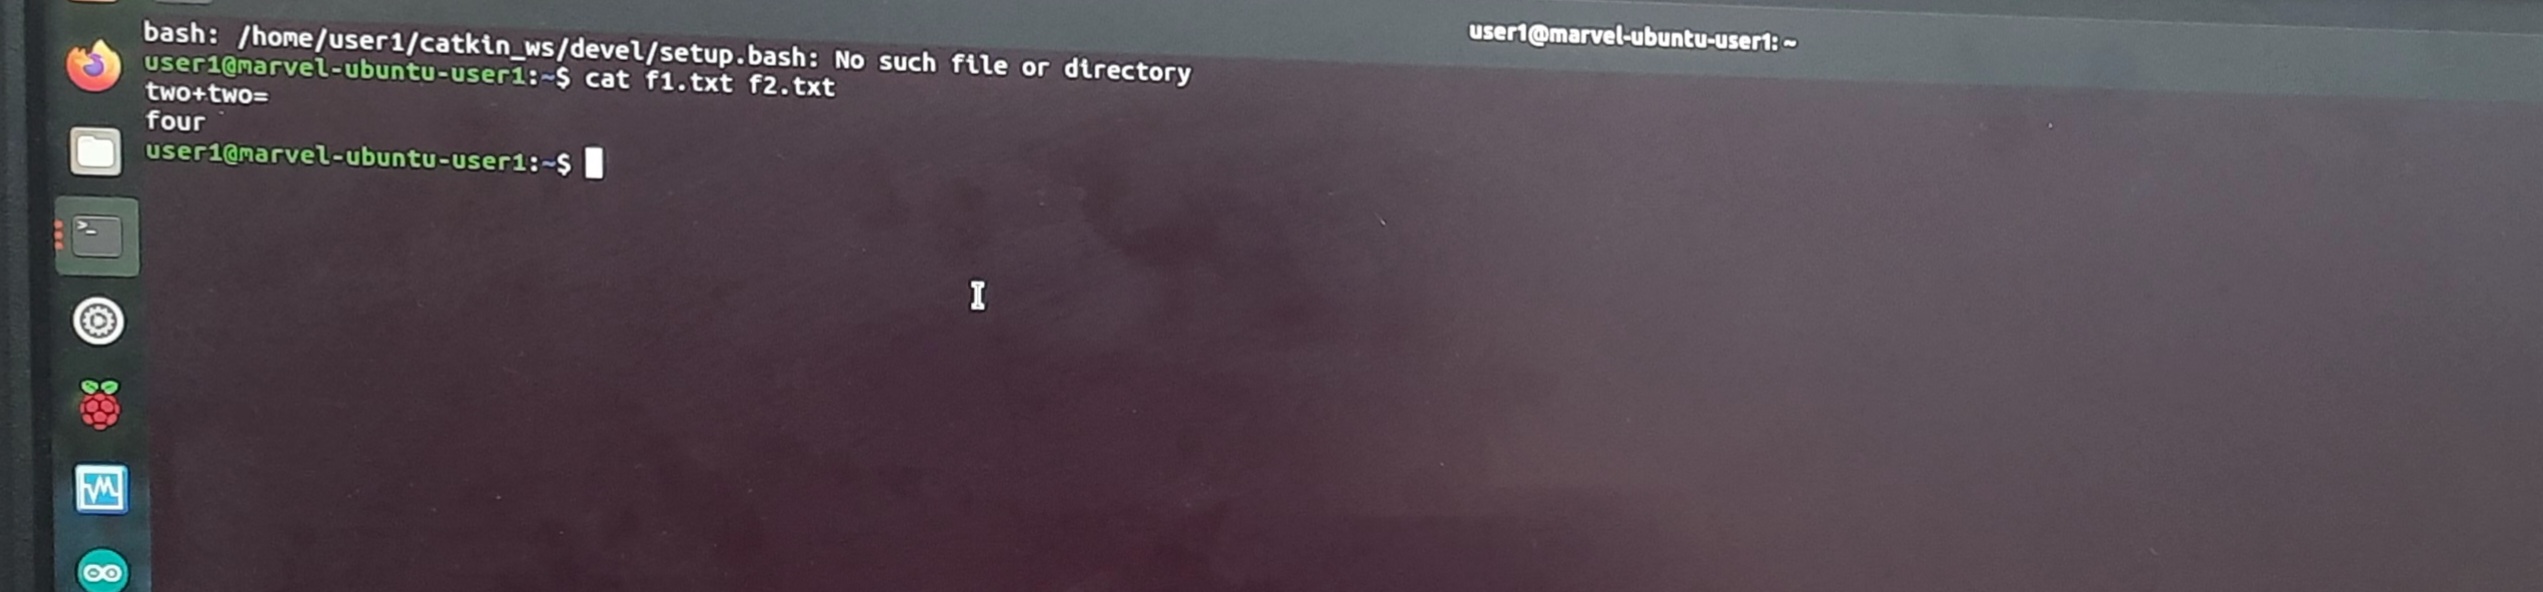 user1@marvel-ubuntu-user1: ~
bash: /home/user1/catkin_ws/devel/setup.bash: No such file or directory
user1@marvel-ubuntu-user1:~$ cat f1.txt f2.txt
two+two=
four
user1@marvel-ubuntu-user1:~$